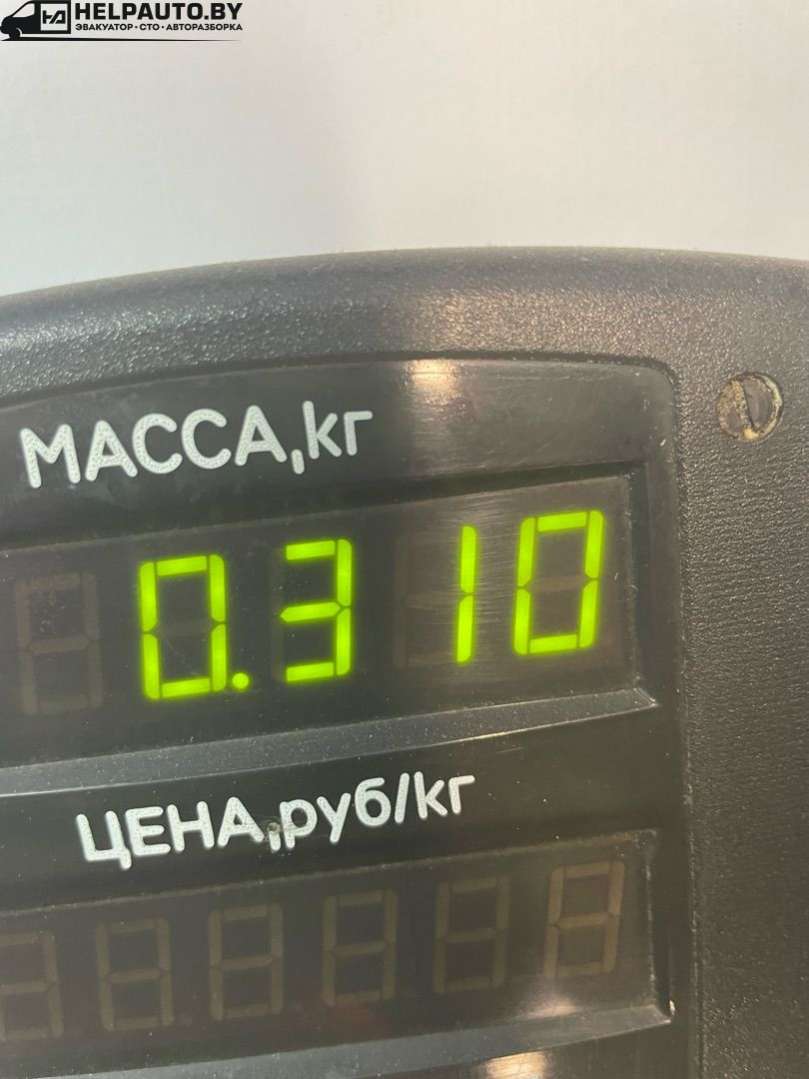 HELPAUTO.BY
ЭВАКУАТОР • СТО • АВТОРАЗБОРКА
МАССА,кг
0.310
ЦЕНА,руб/кг